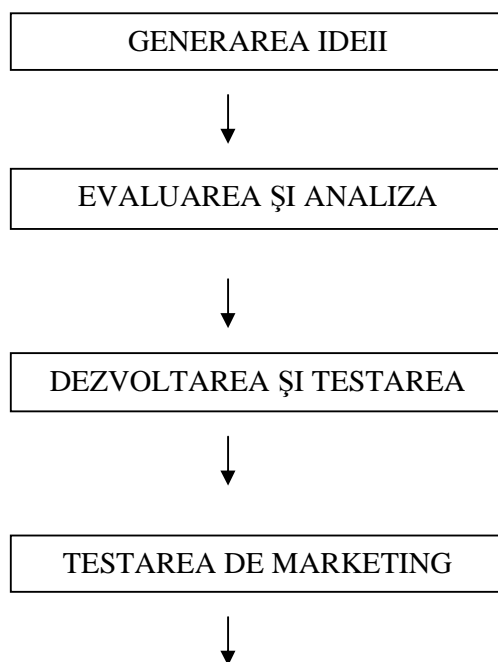 GENERAREA IDEII
EVALUAREA ŞI ANALIZA
DEZVOLTAREA ŞI TESTAREA
TESTAREA DE MARKETING